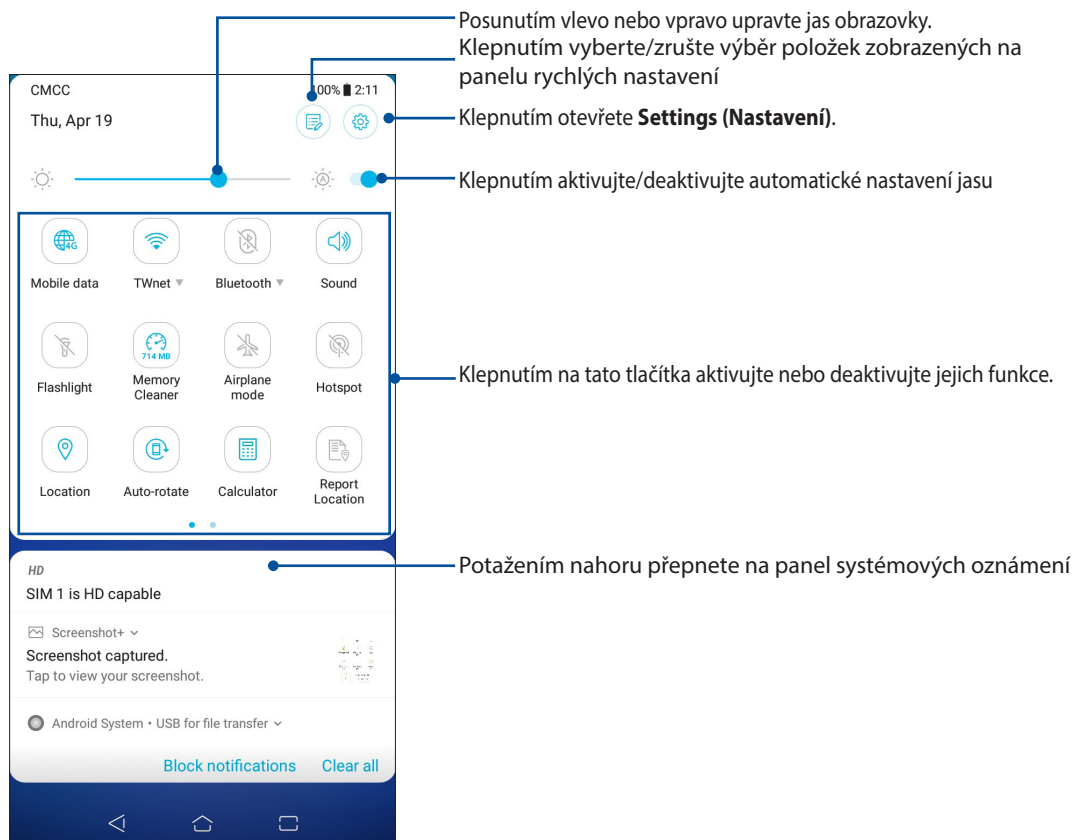 Posunutím vlevo nebo vpravo upravte jas obrazovky.
Klepnutím vyberte/zrušte výběr položek zobrazených na
panelu rychlých nastavení
CMCC
100% 2:11
Thu, Apr 19
Klepnutím otevřete Settings (Nastavení).
A
Klepnutím aktivujte/deaktivujte automatické nastavení jasu
4G
Mobile data
TWnet
Bluetooth
Sound
714 MB
Flashlight
Memory
Cleaner
Airplane
mode
Hotspot
Klepnutím na tato tlačítka aktivujte nebo deaktivujte jejich funkce.
Location
Auto-rotate
Calculator
Report
Location
Potažením nahoru přepnete na panel systémových oznámení
HD
SIM 1 is HD capable
Screenshot+
Screenshot captured.
Tap to view your screenshot.
Android System • USB for file transfer
Block notifications
Clear all